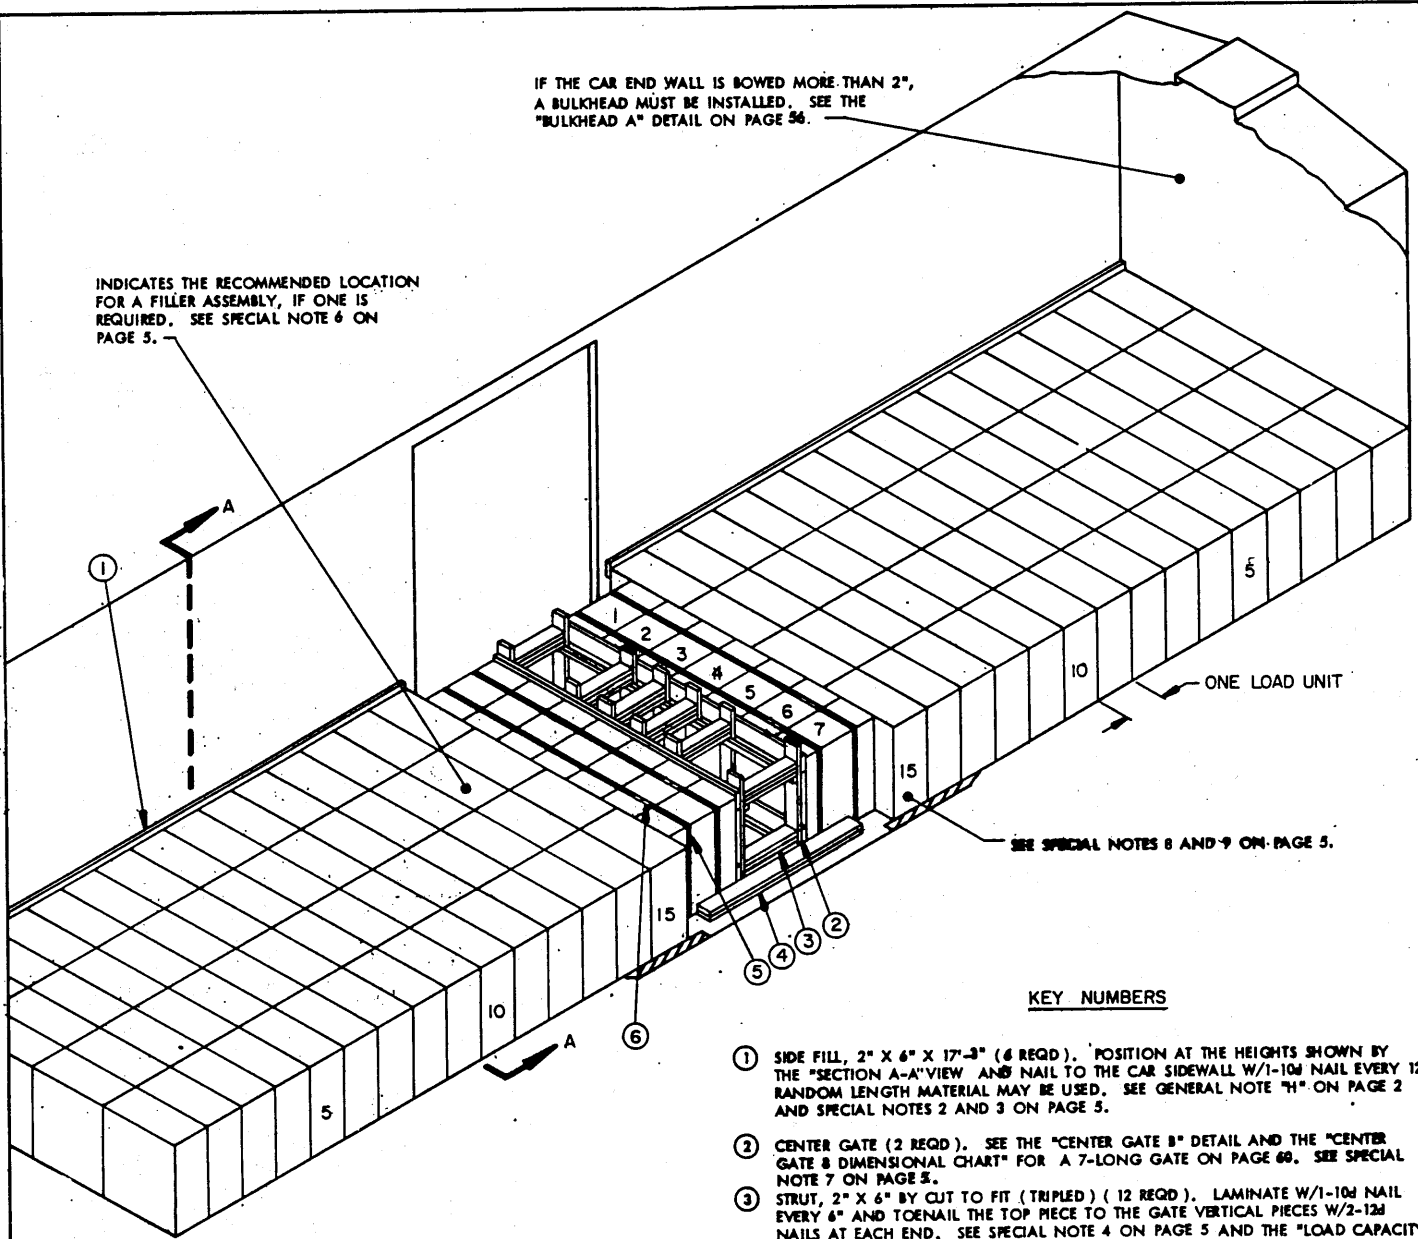 IF THE CAR END WALL IS BOWED MORE THAN 2",
A BULKHEAD MUST BE INSTALLED. SEE THE
"BULKHEAD A" DETAIL ON PAGE 56.
INDICATES THE RECOMMENDED LOCATION
FOR A FILLER ASSEMBLY, IF ONE IS
REQUIRED. SEE SPECIAL NOTE 6 ON
PAGE 5.
A
1
5
1
2
3
4
5
6
7
10
ONE LOAD UNIT
15
SEE SPECIAL NOTES 8 AND 9 ON PAGE 5.
15
2
3
4
5
10
6
A
5
KEY NUMBERS
1 SIDE FILL, 2" X 6" X 17'-3" (6 REQD). POSITION AT THE HEIGHTS SHOWN BY
THE "SECTION A-A" VIEW AND NAIL TO THE CAR SIDEWALL W/1-10d NAIL EVERY 12
RANDOM LENGTH MATERIAL MAY BE USED. SEE GENERAL NOTE "H" ON PAGE 2
AND SPECIAL NOTES 2 AND 3 ON PAGE 5.
2 CENTER GATE (2 REQD). SEE THE "CENTER GATE B" DETAIL AND THE "CENTER
GATE B DIMENSIONAL CHART" FOR A 7-LONG GATE ON PAGE 60. SEE SPECIAL
NOTE 7 ON PAGE 5.
3 STRUT, 2" X 6" BY CUT TO FIT (TRIPLED) (12 REQD). LAMINATE W/1-10d NAIL
EVERY 6" AND TOENAIL THE TOP PIECE TO THE GATE VERTICAL PIECES W/2-12d
NAILS AT EACH END. SEE SPECIAL NOTE 4 ON PAGE 5 AND THE "LOAD CAPACITY